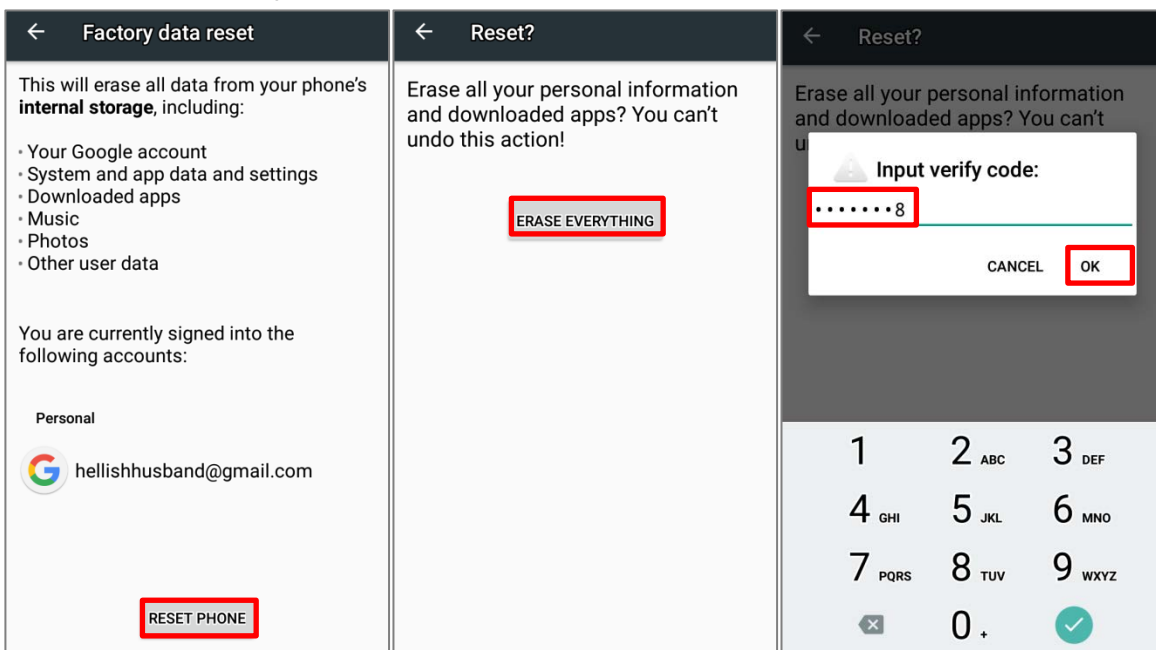 Factory data reset
This will erase all data from your phone's
internal storage, including:
· Your Google account
· System and app data and settings
· Downloaded apps
· Music
· Photos
· Other user data
You are currently signed into the
following accounts:
Personal
G hellishhusband@gmail.com
RESET PHONE
Reset?
Erase all your personal information
and downloaded apps? You can't
undo this action!
ERASE EVERYTHING
Reset?
Erase all your personal information
and downloaded apps? You can't
u
Input verify code:
·······8
CANCEL OK
1 2 ABC 3 DEF
4 GHI 5 JKL 6 MNO
7 PQRS 8 TUV 9 WXYZ
0 +